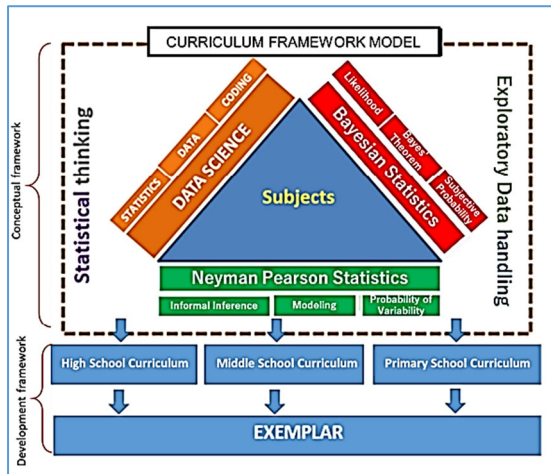 CURRICULUM FRAMEWORK MODEL
Conceptual framework
Statistical thinking
STATISTICS
DATA
CODING
DATA SCIENCE
Subjects
Likelihood
Bayes'
Theorem
Subjective
Probability
Bayesian Statistics
Exploratory Data handling
Neyman Pearson Statistics
Informal Inference
Modeling
Probability of
Variability
Development framework
High School Curriculum
Middle School Curriculum
Primary School Curriculum
EXEMPLAR